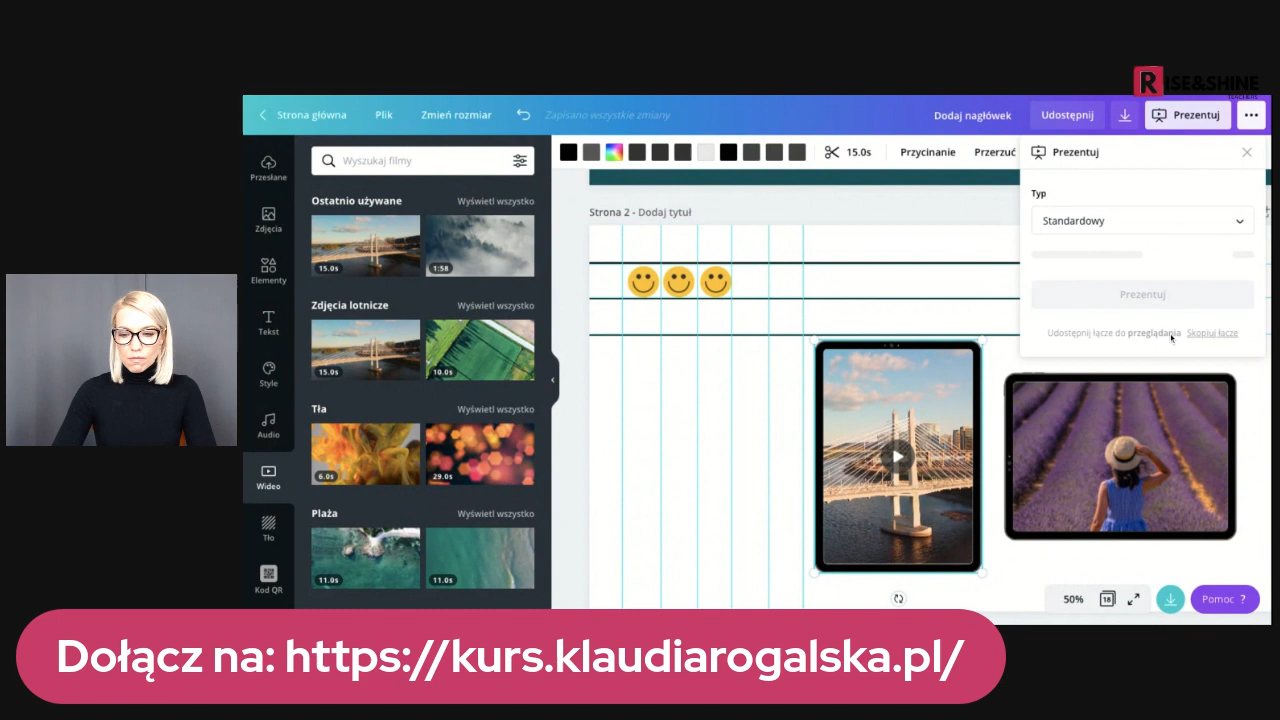 RISE&SHINE
TEACHERS
Strona główna
Plik
Zmień rozmiar
Zapisano wszystkie zmiany
Dodaj nagłówek
Udostępnij
Prezentuj
Przesłane
Zdjęcia
Elementy
Tekst
Style
Audio
Wideo
Tło
Kod QR
Wyszukaj filmy
Ostatnio używane
Wyświetl wszystko
15.0s
1:58
Zdjęcia lotnicze
Wyświetl wszystko
15.0s
10.0s
Tła
Wyświetl wszystko
6.0s
29.0s
Plaża
Wyświetl wszystko
11.0s
11.0s
15.0s
Przycinanie
Przerzuć
Strona 2 - Dodaj tytuł
Prezentuj
Typ
Standardowy
Prezentuj
Udostępnij łącze do przeglądania Skopiuj łącze
50%
18
Pomoc ?
Dołącz na: https://kurs.klaudiarogalska.pl/